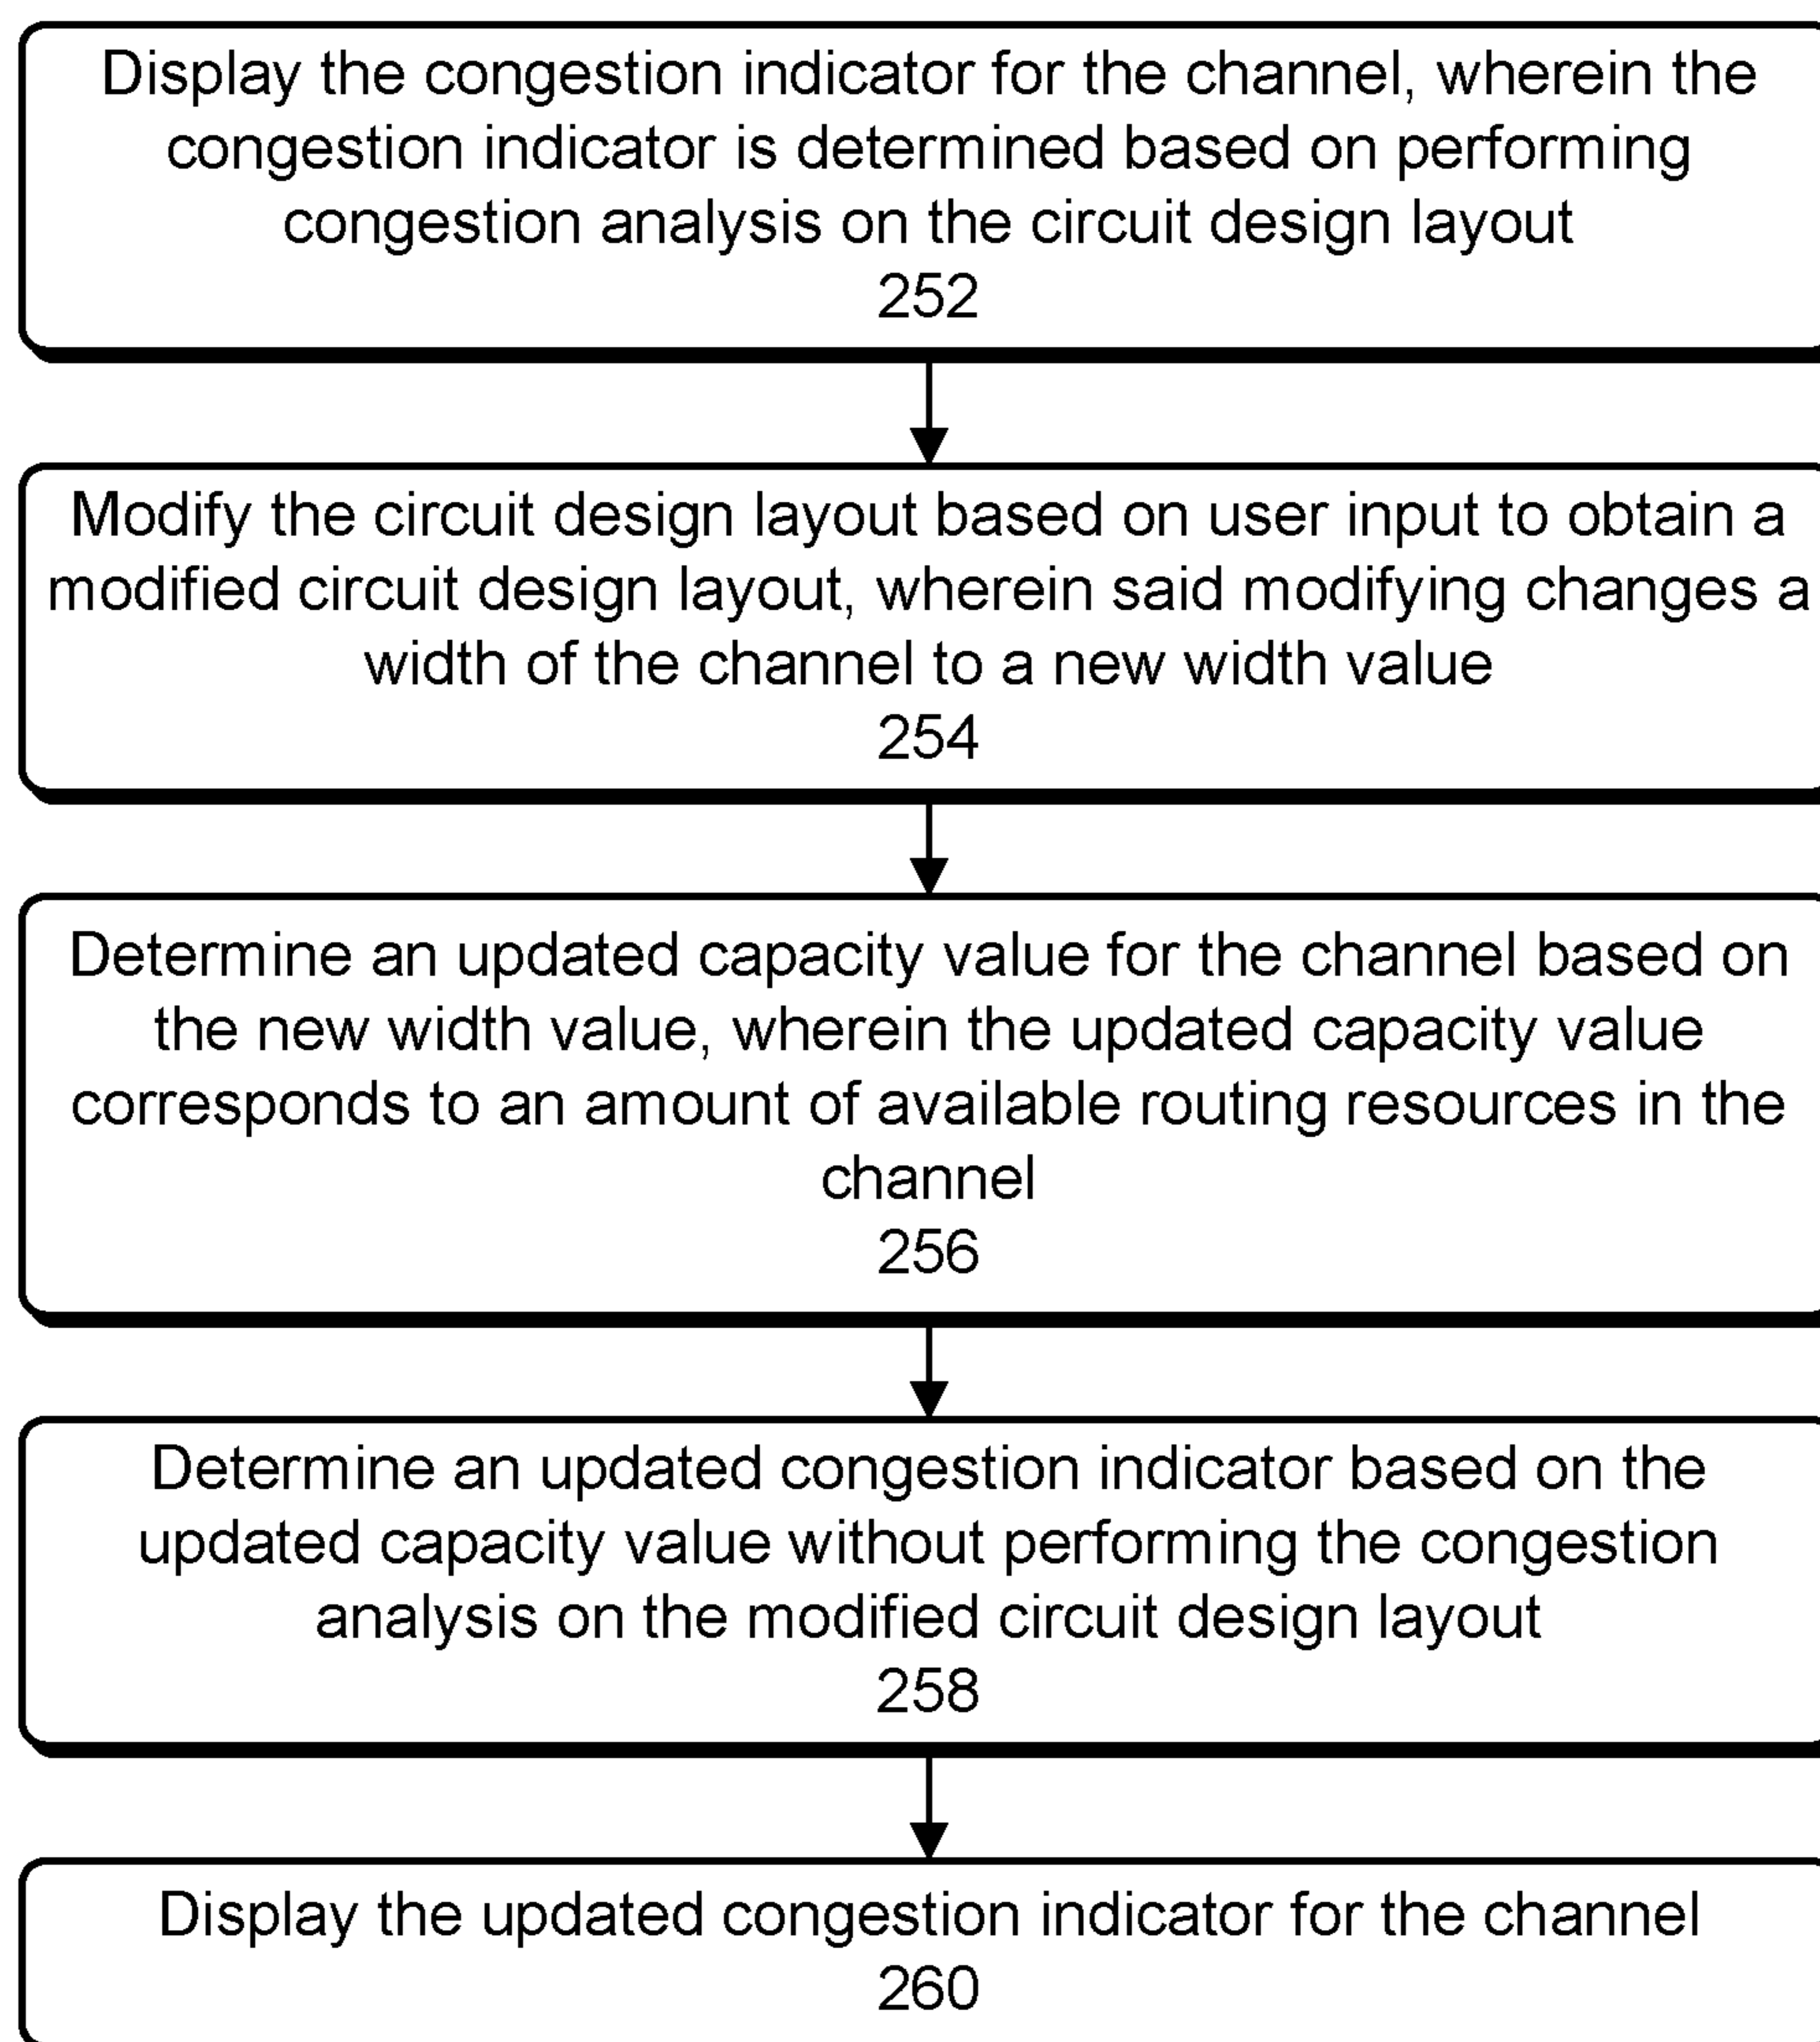 Display the congestion indicator for the channel, wherein the
congestion indicator is determined based on performing
congestion analysis on the circuit design layout
252
Modify the circuit design layout based on user input to obtain a
modified circuit design layout, wherein said modifying changes a
width of the channel to a new width value
254
Determine an updated capacity value for the channel based on
the new width value, wherein the updated capacity value
corresponds to an amount of available routing resources in the
channel
256
Determine an updated congestion indicator based on the
updated capacity value without performing the congestion
analysis on the modified circuit design layout
258
Display the updated congestion indicator for the channel
260